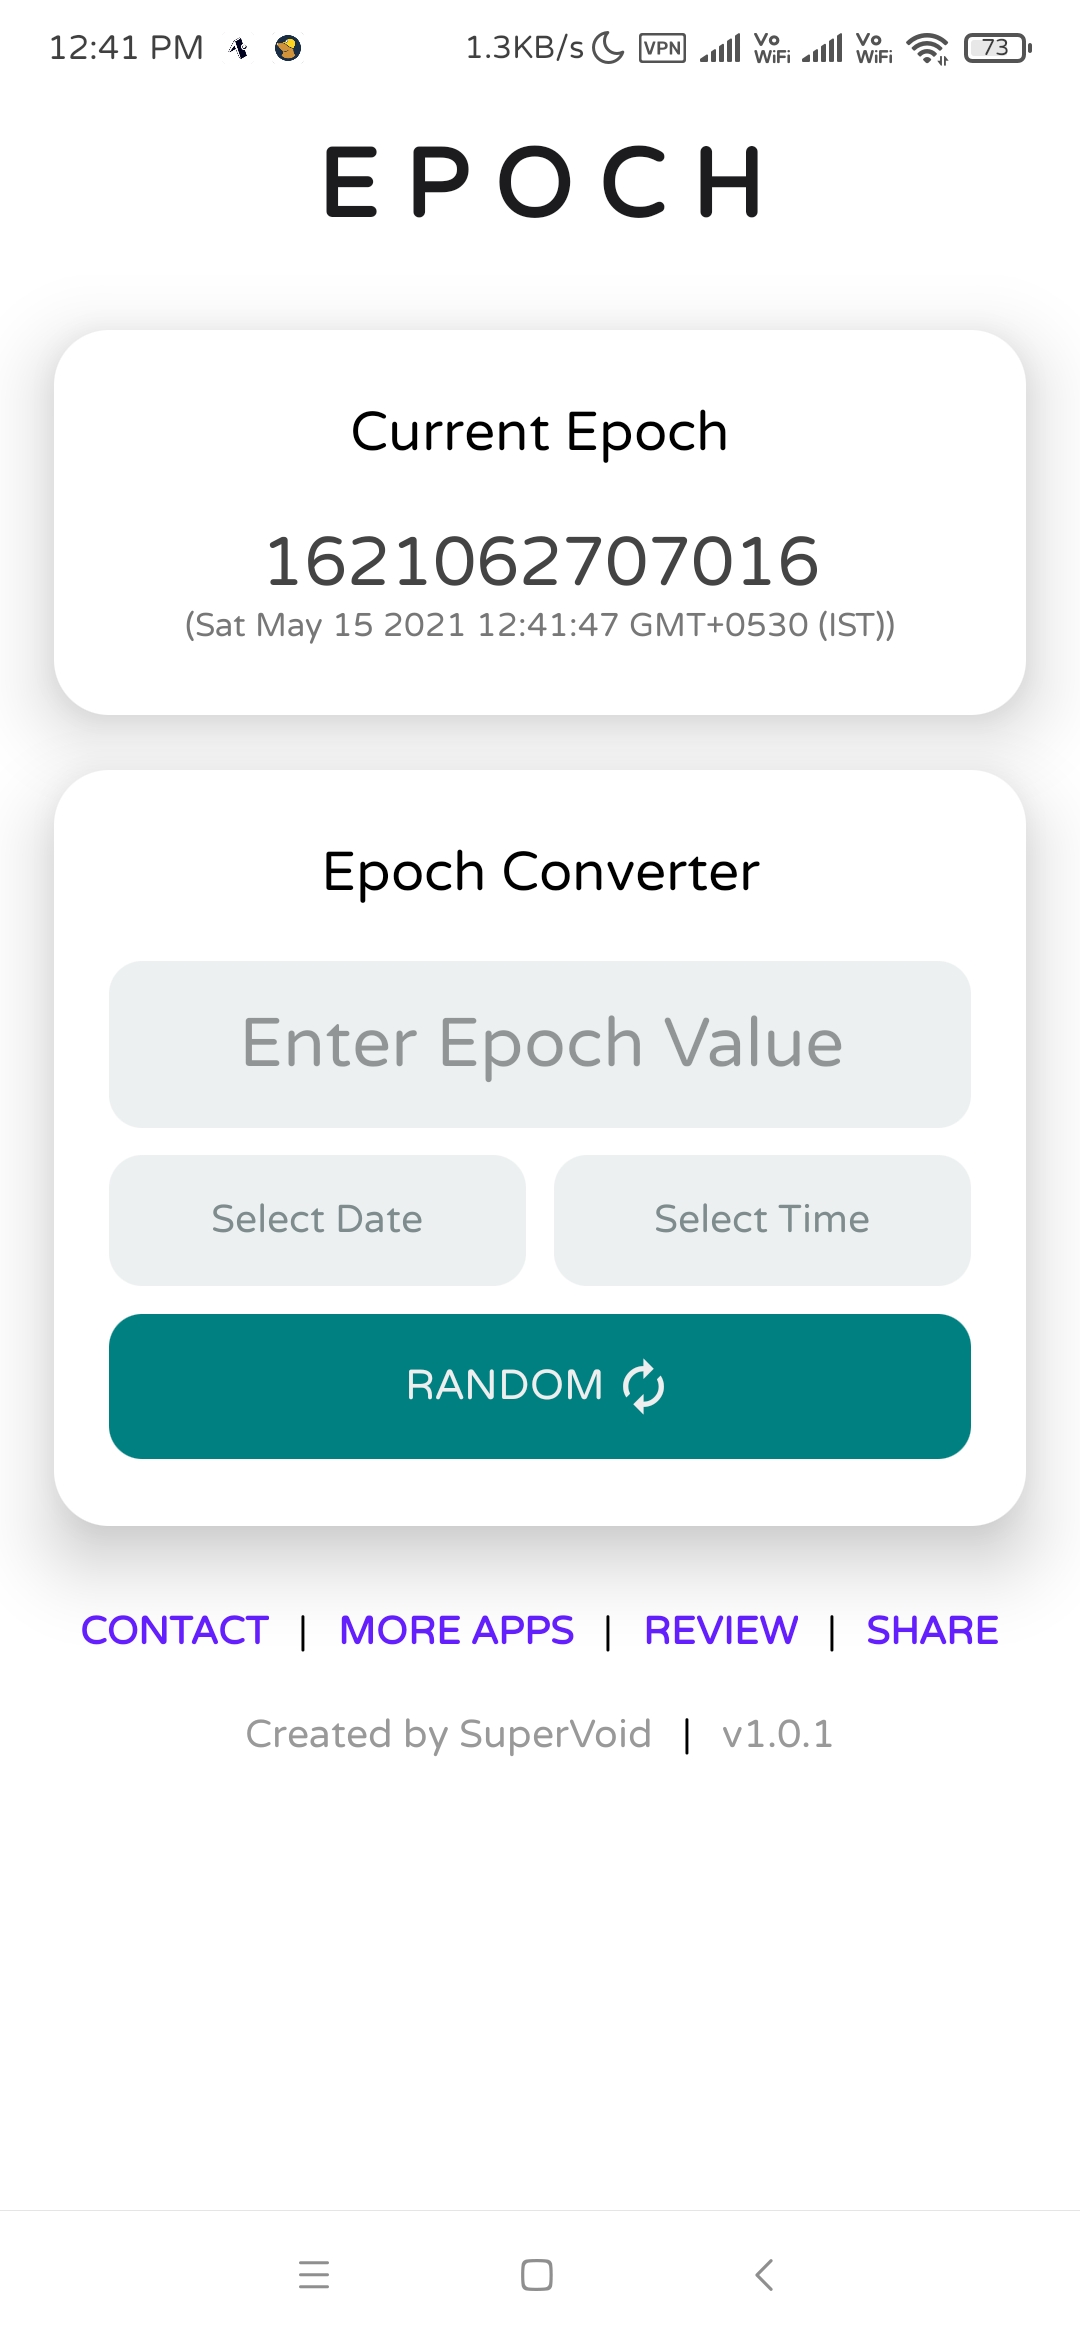 12:41 PM 1.3KB/s VPN Vo WiFi Vo WiFi 73
EPOCH
Current Epoch
1621062707016
(Sat May 15 2021 12:41:47 GMT+0530 (IST))
Epoch Converter
Enter Epoch Value
Select Date Select Time
RANDOM
CONTACT | MORE APPS | REVIEW | SHARE
Created by SuperVoid | v1.0.1